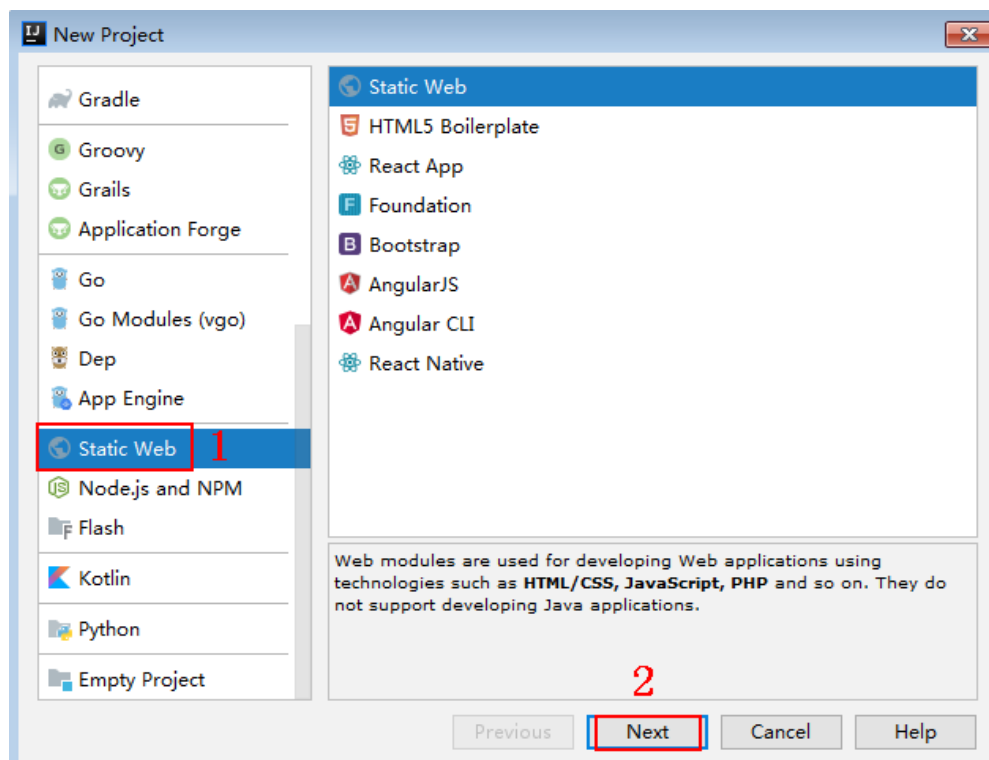 New Project
Gradle
Groovy
Grails
Application Forge
Go
Go Modules (vgo)
Dep
App Engine
Static Web 1
Node.js and NPM
Flash
Kotlin
Python
Empty Project
Static Web
HTML5 Boilerplate
React App
Foundation
Bootstrap
AngularJS
Angular CLI
React Native
Web modules are used for developing Web applications using
technologies such as HTML/CSS, JavaScript, PHP and so on. They do
not support developing Java applications.
2
Previous Next Cancel Help